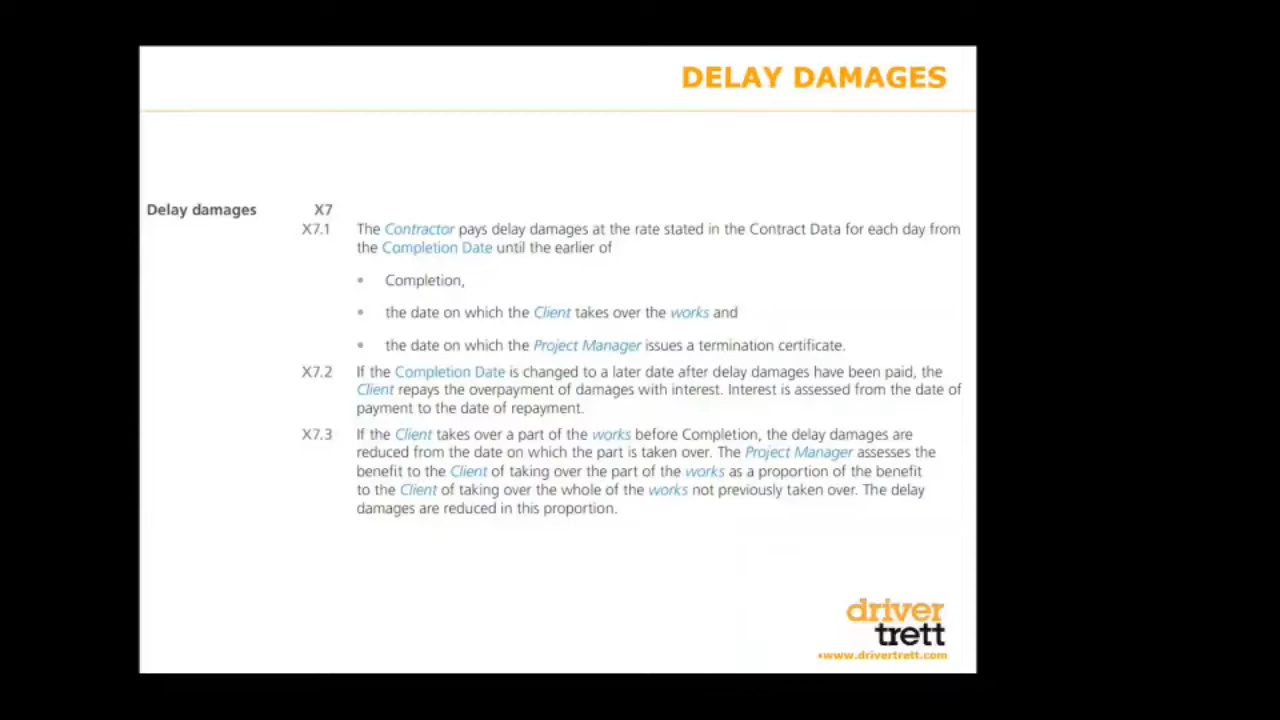 DELAY DAMAGES
Delay damages X7
X7.1 The Contractor pays delay damages at the rate stated in the Contract Data for each day from
the Completion Date until the earlier of
• Completion,
• the date on which the Client takes over the works and
• the date on which the Project Manager issues a termination certificate.
X7.2 If the Completion Date is changed to a later date after delay damages have been paid, the
Client repays the overpayment of damages with interest. Interest is assessed from the date of
payment to the date of repayment.
X7.3 If the Client takes over a part of the works before Completion, the delay damages are
reduced from the date on which the part is taken over. The Project Manager assesses the
benefit to the Client of taking over the part of the works as a proportion of the benefit
to the Client of taking over the whole of the works not previously taken over. The delay
damages are reduced in this proportion.
driver
trett
•www.drivertrett.com